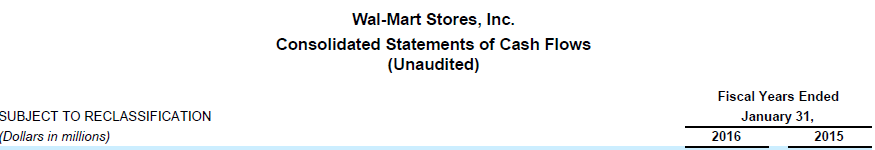 Wal-Mart Stores, Inc.
Consolidated Statements of Cash Flows
(Unaudited)
Fiscal Years Ended
SUBJECT TO RECLASSIFICATION January 31,
(Dollars in millions) 2016 2015